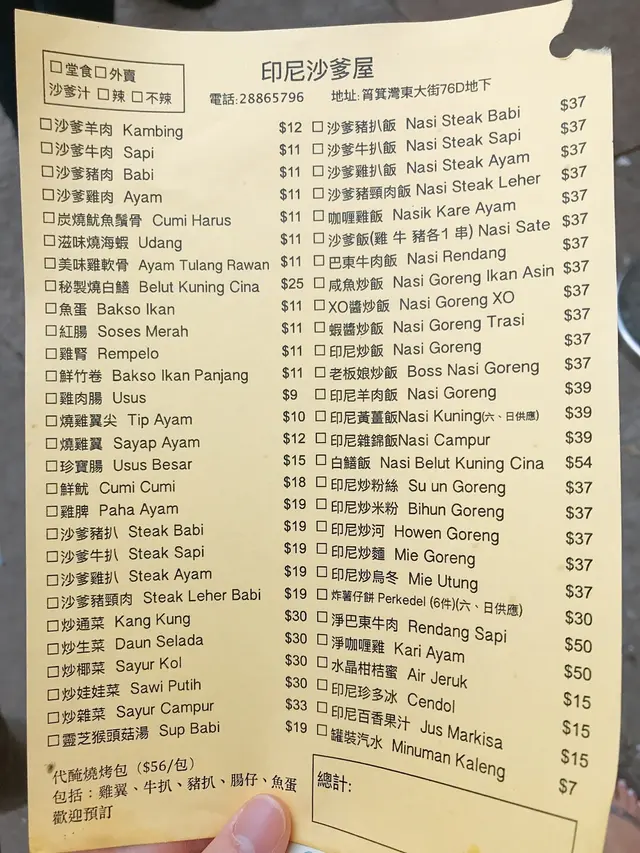 □堂食□外賣
沙爹汁 □辣 □不辣
印尼沙爹屋
電話:28865796 地址:筲箕灣東大街76D地下
□沙爹羊肉 Kambing $12
□沙爹牛肉 Sapi $11
□沙爹豬肉 Babi $11
□沙爹雞肉 Ayam $11
□炭燒魷魚鬚骨 Cumi Harus $11
□滋味燒海蝦 Udang $11
□美味雞軟骨 Ayam Tulang Rawan $11
□秘製燒白鱔 Belut Kuning Cina $25
□魚蛋 Bakso Ikan $11
□紅腸 Soses Merah $11
□雞腎 Rempelo $11
□鮮竹卷 Bakso Ikan Panjang $11
□雞肉腸 Usus $9
□燒雞翼尖 Tip Ayam $10
□燒雞翼 Sayap Ayam $12
□珍寶腸 Usus Besar $15
□鮮魷 Cumi Cumi $18
□雞脾 Paha Ayam $19
□沙爹豬扒 Steak Babi $19
□沙爹牛扒 Steak Sapi $19
□沙爹雞扒 Steak Ayam $19
□沙爹豬頸肉 Steak Leher Babi $19
□炒通菜 Kang Kung $30
□炒生菜 Daun Selada $30
□炒椰菜 Sayur Kol $30
□炒娃娃菜 Sawi Putih $30
□炒雜菜 Sayur Campur $33
□靈芝猴頭菇湯 Sup Babi $19
代醃燒烤包（$56/包）
包括：雞翼、牛扒、豬扒、腸仔、魚蛋
歡迎預訂
□沙爹豬扒飯 Nasi Steak Babi $37
□沙爹牛扒飯 Nasi Steak Sapi $37
□沙爹雞扒飯 Nasi Steak Ayam $37
□沙爹豬頸肉飯 Nasi Steak Leher $37
□咖喱雞飯 Nasik Kare Ayam $37
□沙爹飯(雞 牛 豬各1 串) Nasi Sate $37
□巴東牛肉飯 Nasi Rendang $37
□咸魚炒飯 Nasi Goreng Ikan Asin $37
□XO醬炒飯 Nasi Goreng XO $37
□蝦醬炒飯 Nasi Goreng Trasi $37
□印尼炒飯 Nasi Goreng $37
□老板娘炒飯 Boss Nasi Goreng $37
□印尼羊肉飯 Nasi Goreng $39
□印尼黃薑飯Nasi Kuning(六、日供應) $39
□印尼雜錦飯Nasi Campur $39
□白鱔飯 Nasi Belut Kuning Cina $54
□印尼炒粉絲 Su un Goreng $37
□印尼炒米粉 Bihun Goreng $37
□印尼炒河 Howen Goreng $37
□印尼炒麵 Mie Goreng $37
□印尼炒烏冬 Mie Utung $37
□炸薯仔餅 Perkedel (6件)(六、日供應) $30
□淨巴東牛肉 Rendang Sapi $50
□淨咖喱雞 Kari Ayam $50
□水晶柑桔蜜 Air Jeruk $15
□印尼珍多冰 Cendol $15
□印尼百香果汁 Jus Markisa $15
□罐裝汽水 Minuman Kaleng $7
總計: